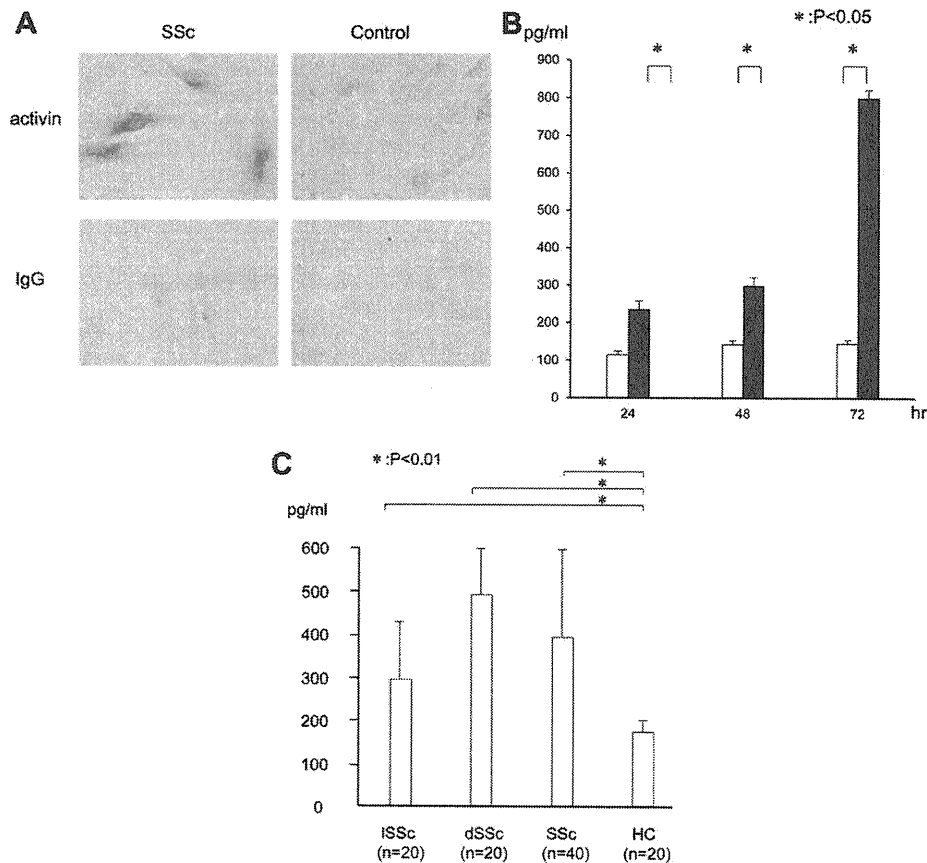 A
SSc
Control
activin
IgG
B
pg/ml
*:P<0.05
* * *
900
800
700
600
500
400
300
200
100
0
24 48 72 hr
C
*:P<0.01
*
*
*
pg/ml
600
500
400
300
200
100
0
lSSc dSSc SSc HC
(n=20) (n=20) (n=40) (n=20)